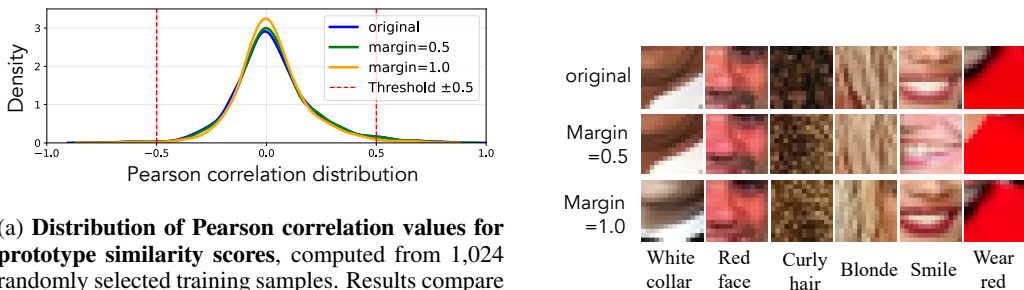 3
2
1
0
Density
original
margin=0.5
margin=1.0
Threshold ±0.5
−1.0 −0.5 0.0 0.5 1.0
Pearson correlation distribution
(a) Distribution of Pearson correlation values for
prototype similarity scores, computed from 1,024
randomly selected training samples. Results compare
original
Margin
=0.5
Margin
=1.0
White
collar
Red
face
Curly
hair
Blonde
Smile
Wear
red